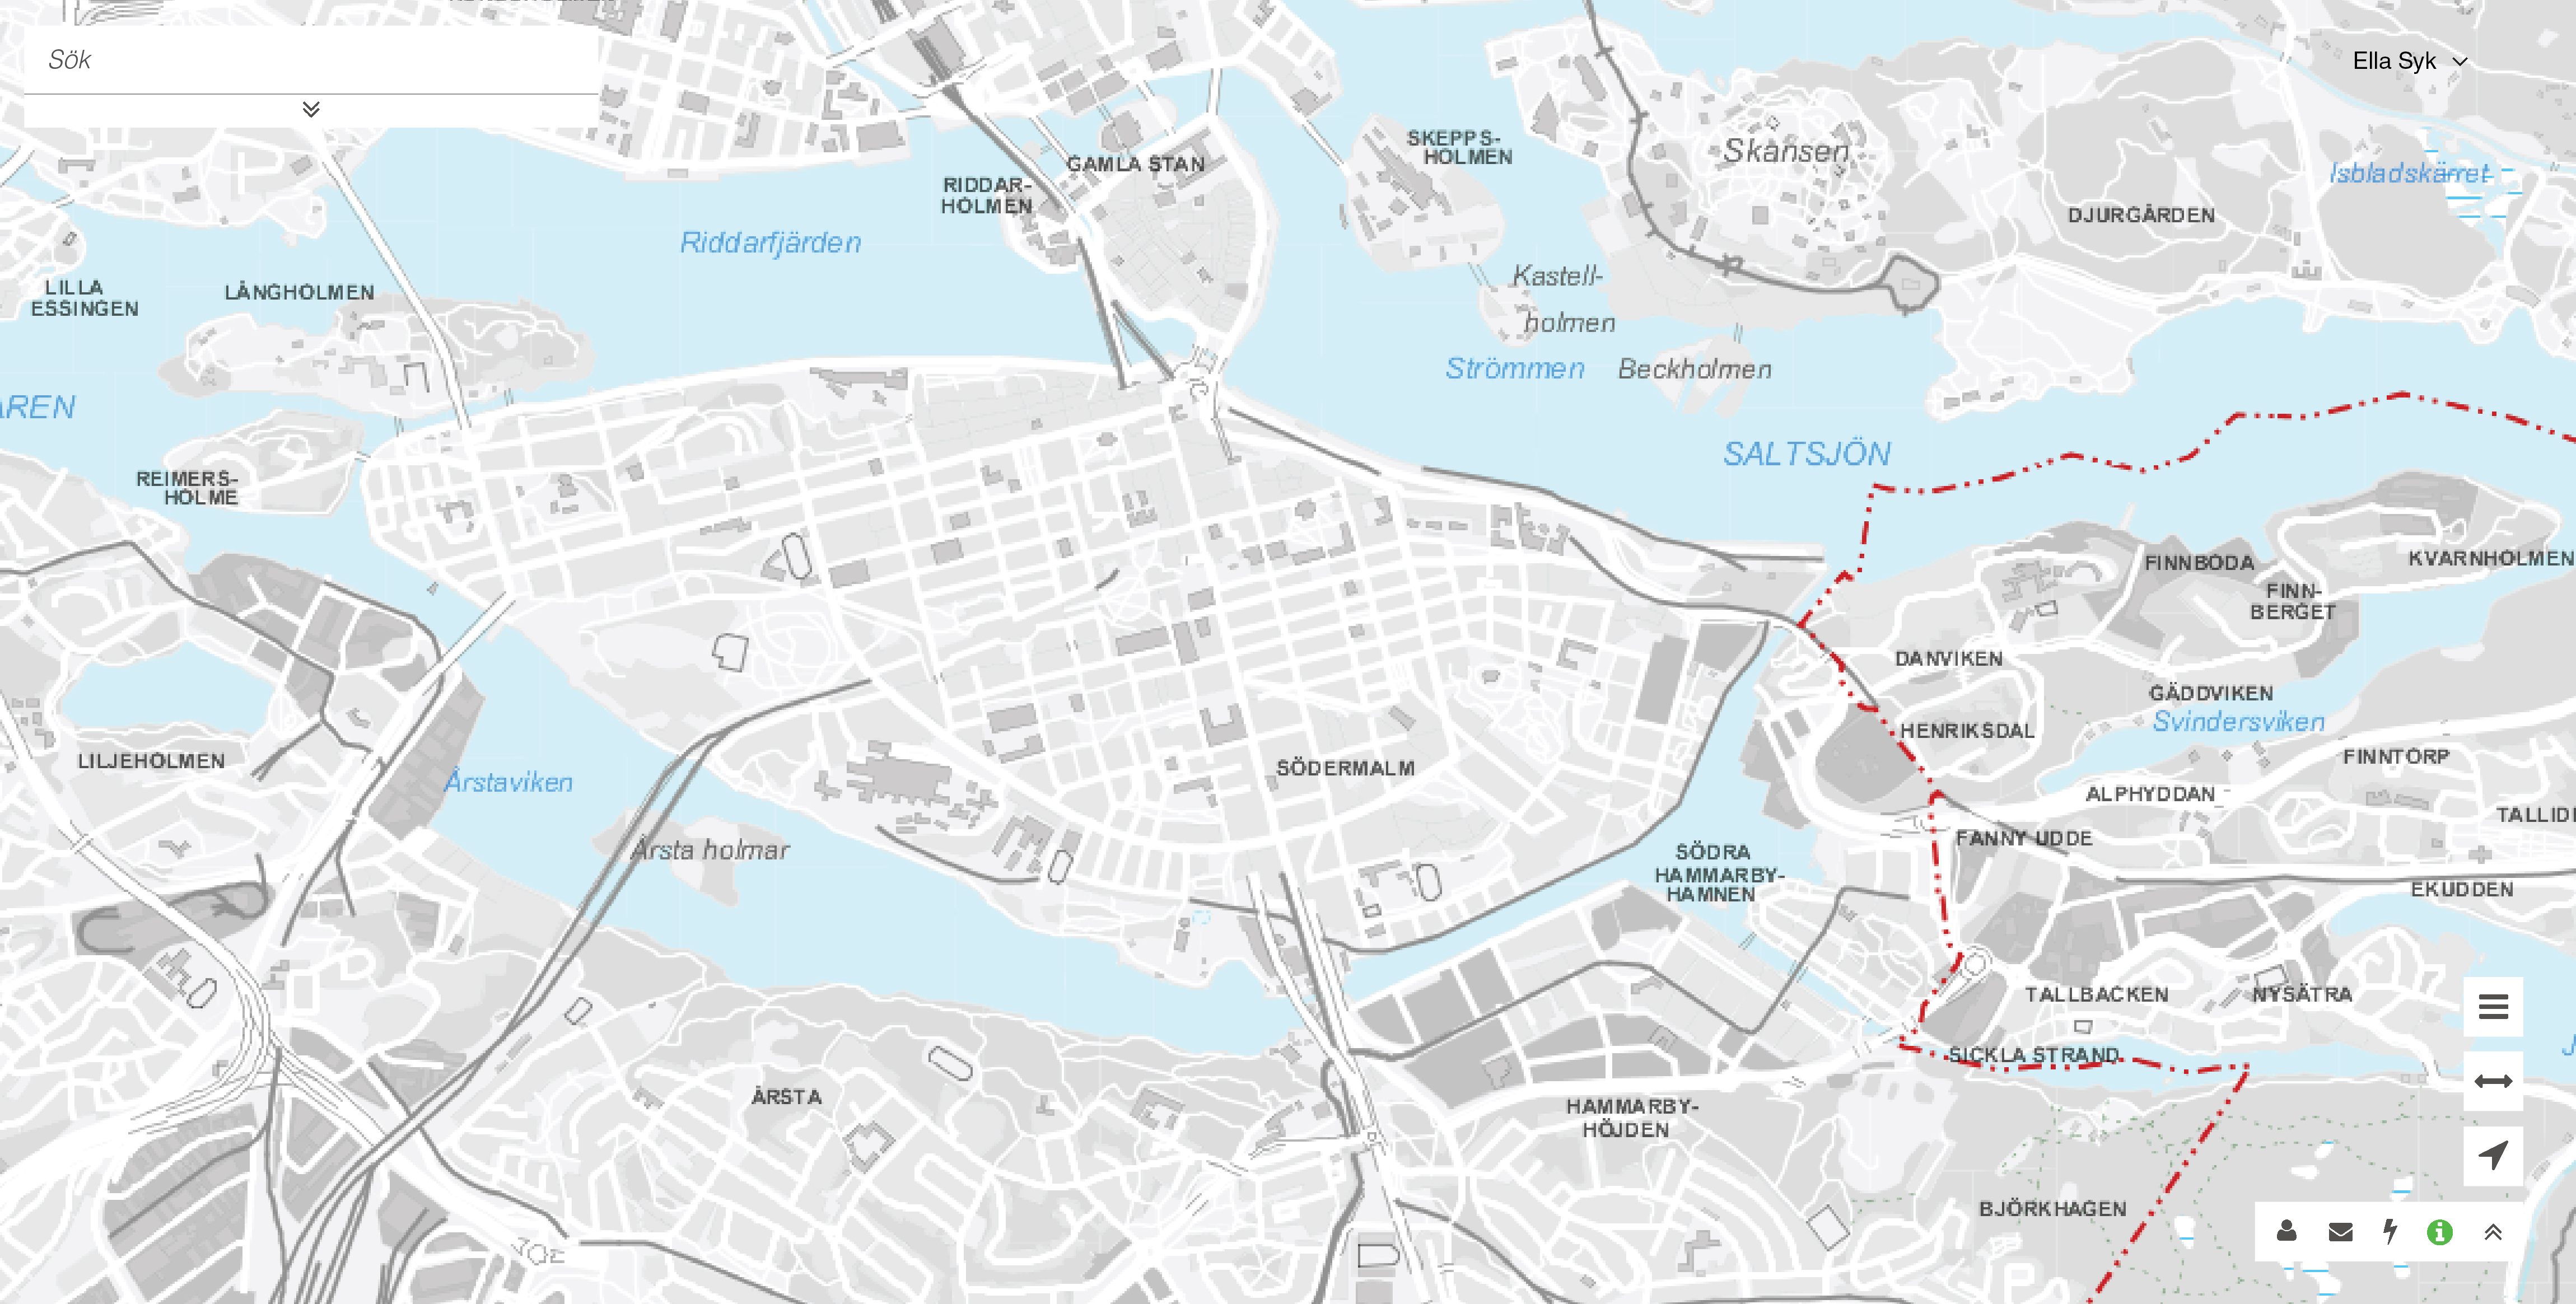 Sök
Ella Syk
GAMLA STAN
RIDDAR-
HOLMEN
SKEPPS-
HOLMEN
Skansen
Isbladskärret
DJURGÅRDEN
Riddarfjärden
LILLA
ESSINGEN
LÅNGHOLMEN
Kastell-
holmen
Strömmen
Beckholmen
SALTSJÖN
REIMERS-
HOLME
FINNBODA
KVARNHOLMEN
FINN-
BERGET
DANVIKEN
GÄDDVIKEN
Svindersviken
HENRIKSDAL
FINNTORP
LILJEHOLMEN
Årstaviken
SÖDERMALM
ALPHYDDAN
Årsta holmar
FANNY UDDE
SÖDRA
HAMMARBY-
HAMNEN
EKUDDEN
TALLBACKEN
NYSÄTRA
SICKLA STRAND
ÅRSTA
HAMMARBY-
HÖJDEN
BJÖRKHAGEN